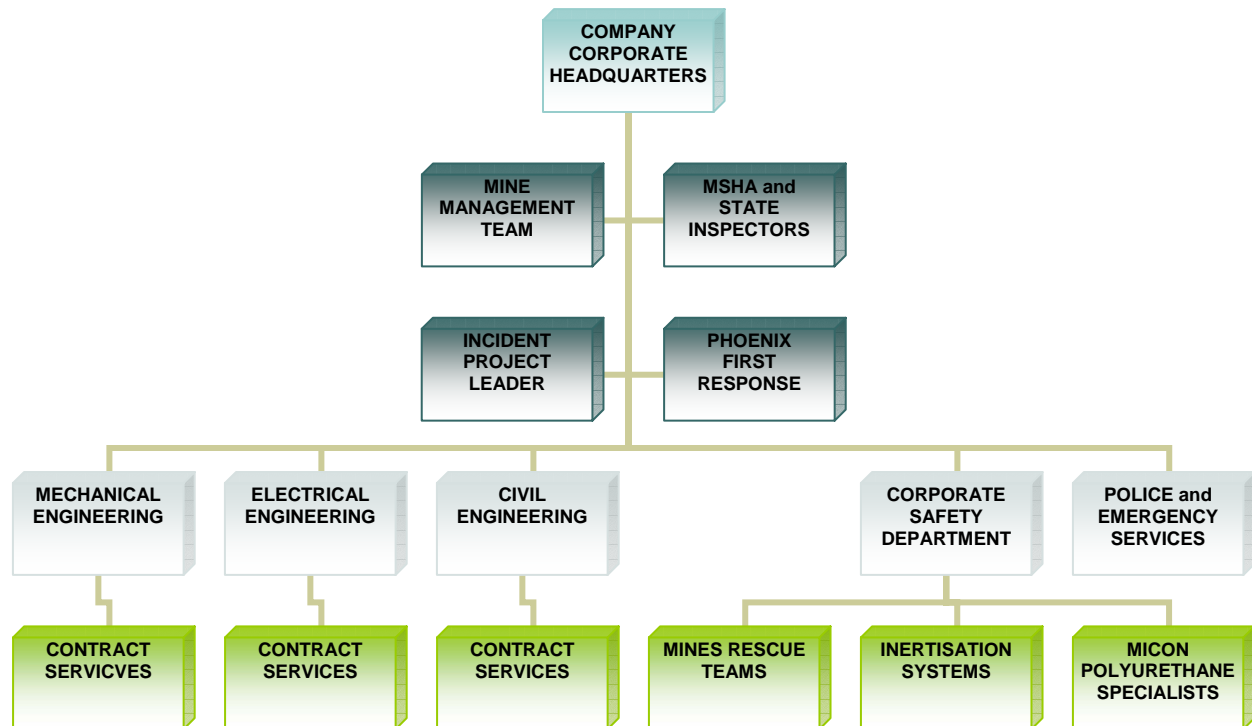 COMPANY
CORPORATE
HEADQUARTERS
MINE
MANAGEMENT
TEAM
MSHA and
STATE
INSPECTORS
INCIDENT
PROJECT
LEADER
PHOENIX
FIRST
RESPONSE
MECHANICAL
ENGINEERING
ELECTRICAL
ENGINEERING
CIVIL
ENGINEERING
CORPORATE
SAFETY
DEPARTMENT
POLICE and
EMERGENCY
SERVICES
CONTRACT
SERVICVES
CONTRACT
SERVICES
CONTRACT
SERVICES
MINES RESCUE
TEAMS
INERTISATION
SYSTEMS
MICON
POLYURETHANE
SPECIALISTS